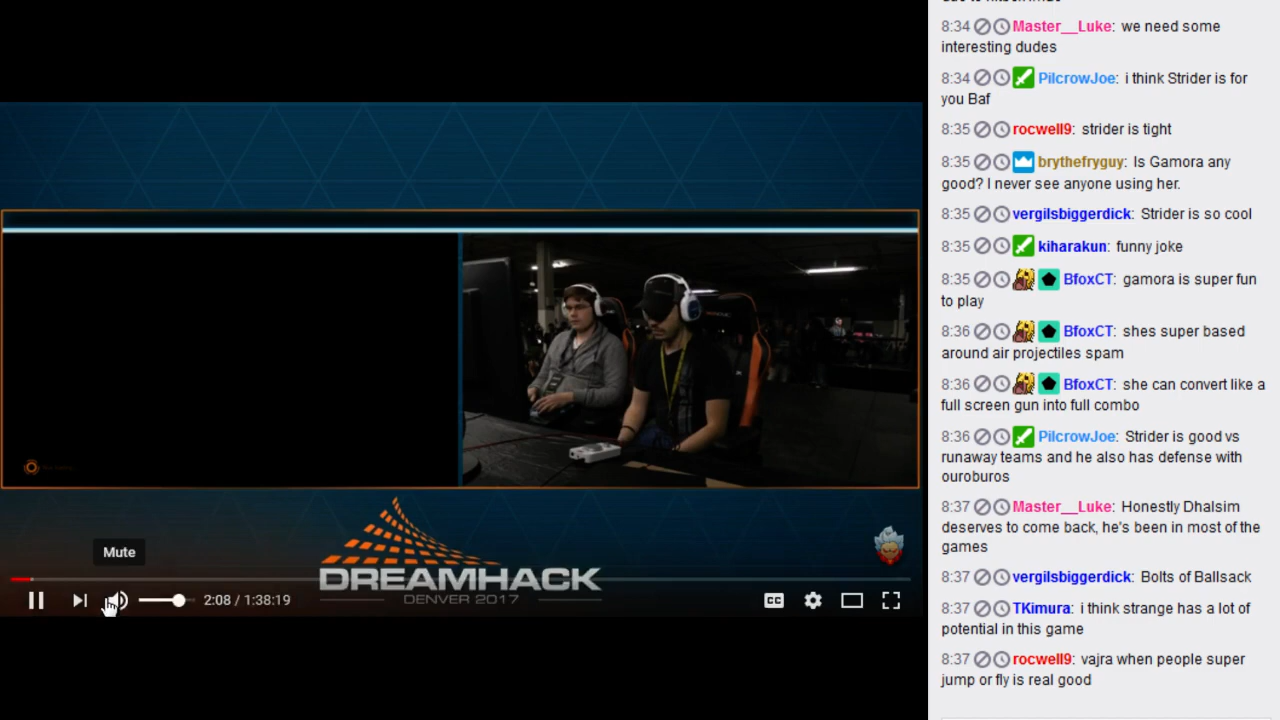 8:34 Master__Luke: we need some
interesting dudes
8:34 PilcrowJoe: i think Strider is for
you Baf
8:35 rocwell9: strider is tight
8:35 brythefryguy: Is Gamora any
good? I never see anyone using her.
8:35 vergilsbiggerdick: Strider is so cool
8:35 kiharakun: funny joke
8:35 BfoxCT: gamora is super fun
to play
8:36 BfoxCT: shes super based
around air projectiles spam
8:36 BfoxCT: she can convert like a
full screen gun into full combo
8:36 PilcrowJoe: Strider is good vs
runaway teams and he also has defense with
ouroburos
8:37 Master__Luke: Honestly Dhalsim
deserves to come back, he's been in most of the
games
8:37 vergilsbiggerdick: Bolts of Ballsack
8:37 TKimura: i think strange has a lot of
potential in this game
8:37 rocwell9: vajra when people super
jump or fly is real good
Mute
DREAMHACK
DENVER 2017
2:08 / 1:38:19
CC